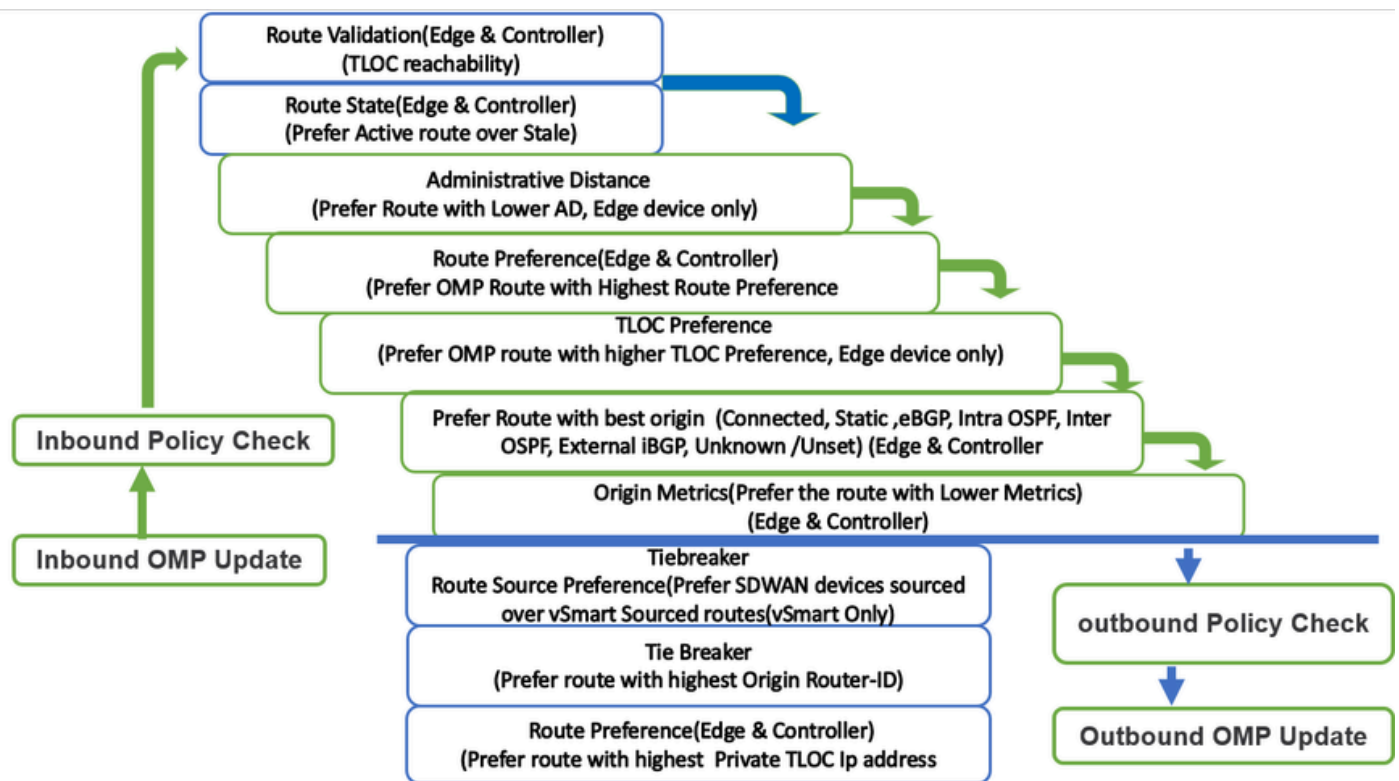 Route Validation(Edge & Controller)
(TLOC reachability)
Route State(Edge & Controller)
(Prefer Active route over Stale)
Administrative Distance
(Prefer Route with Lower AD, Edge device only)
Route Preference(Edge & Controller)
(Prefer OMP Route with Highest Route Preference
TLOC Preference
(Prefer OMP route with higher TLOC Preference, Edge device only)
Prefer Route with best origin (Connected, Static ,eBGP, Intra OSPF, Inter
OSPF, External iBGP, Unknown /Unset) (Edge & Controller
Inbound Policy Check
Origin Metrics(Prefer the route with Lower Metrics)
(Edge & Controller)
Inbound OMP Update
Tiebreaker
Route Source Preference(Prefer SDWAN devices sourced
over vSmart Sourced routes(vSmart Only)
Tie Breaker
(Prefer route with highest Origin Router-ID)
Route Preference(Edge & Controller)
(Prefer route with highest Private TLOC Ip address
outbound Policy Check
Outbound OMP Update